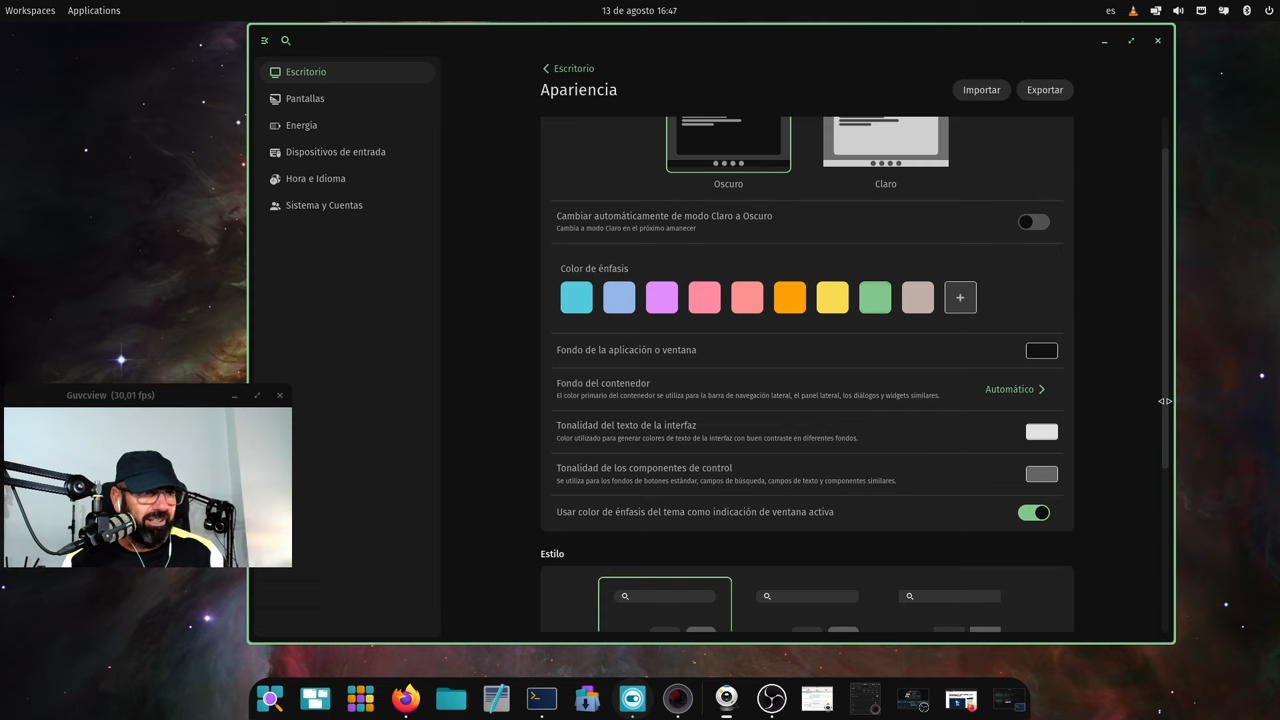 Workspaces Applications 13 de agosto 16:47 es
Escritorio
Pantallas
Energía
Dispositivos de entrada
Hora e Idioma
Sistema y Cuentas
Escritorio
Apariencia
Importar Exportar
Oscuro Claro
Cambiar automáticamente de modo Claro a Oscuro
Cambia a modo Claro en el próximo amanecer
Color de énfasis
Fondo de la aplicación o ventana
Fondo del contenedor
El color primario del contenedor se utiliza para la barra de navegación lateral, el panel lateral, los diálogos y widgets similares.
Automático
Tonalidad del texto de la interfaz
Color utilizado para generar colores de texto de la interfaz con buen contraste en diferentes fondos.
Tonalidad de los componentes de control
Se utiliza para los fondos de botones estándar, campos de búsqueda, campos de texto y componentes similares.
Usar color de énfasis del tema como indicación de ventana activa
Estilo
Guvcview (30,01 fps)